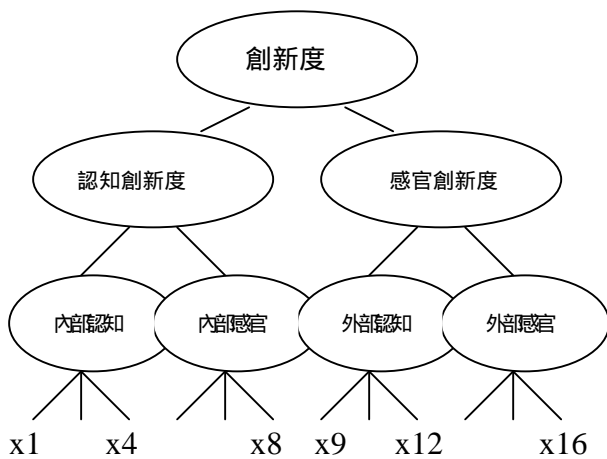 創新度
認知創新度 感官創新度
內部認知 內部感官 外部認知 外部感官
x1 x4 x8 x9 x12 x16